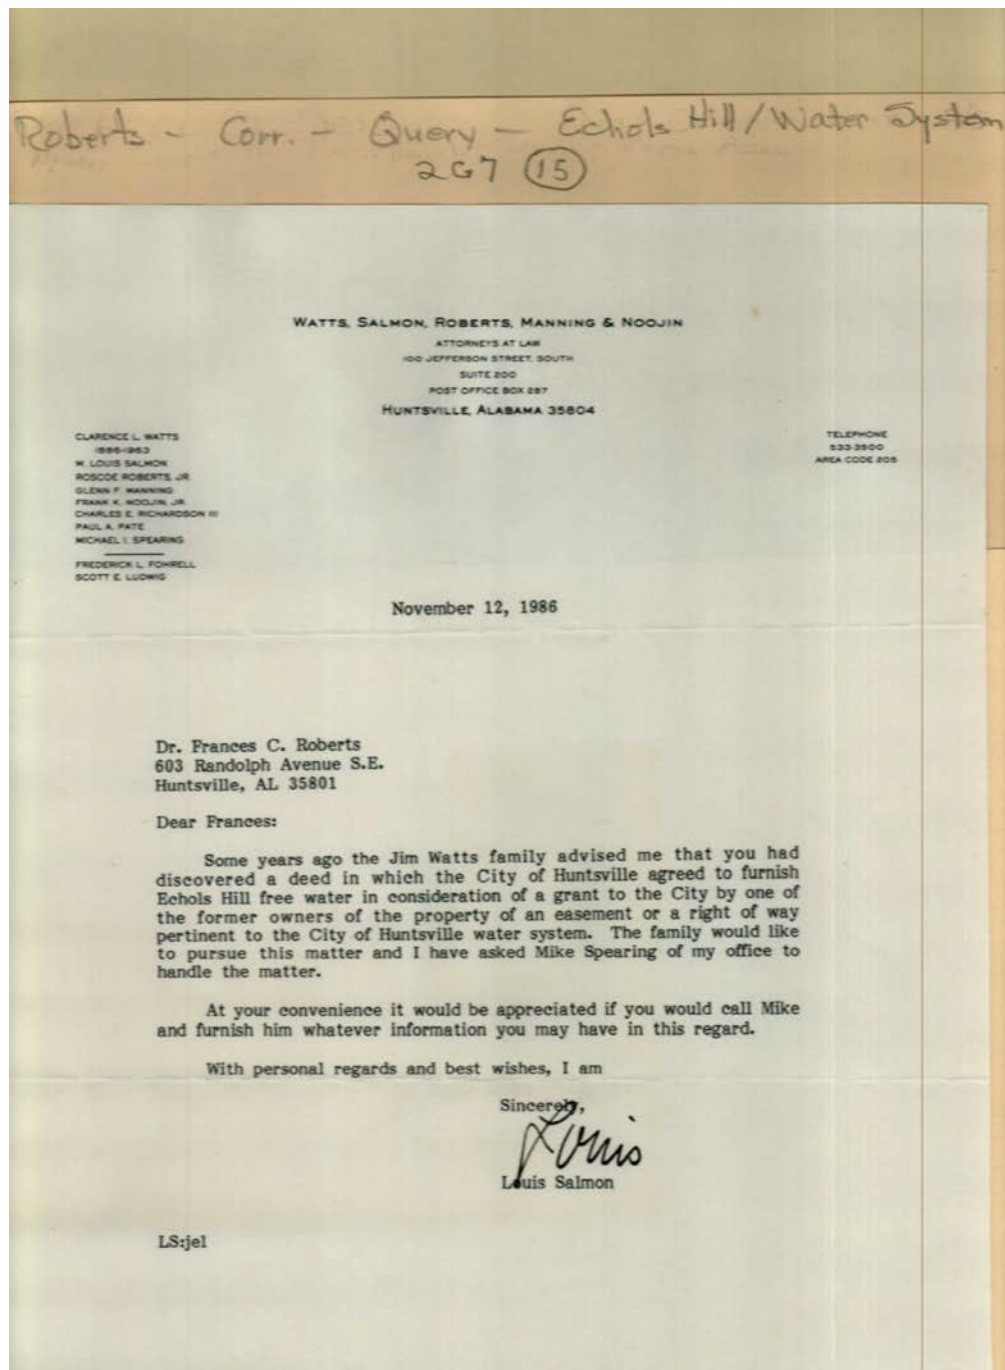 Roberts - Corr. - Query - Echols Hill/Water System
2G7 (15)
WATTS, SALMON, ROBERTS, MANNING & NOOJIN
ATTORNEYS AT LAW
100 JEFFERSON STREET, SOUTH
SUITE 200
POST OFFICE BOX 287
HUNTSVILLE, ALABAMA 35804
CLARENCE L. WATTS
1886-1963
M. LOUIS SALMON
ROSCOE ROBERTS, JR.
GLENN F. MANNING
FRANK K. NOOJIN, JR.
CHARLES E. RICHARDSON III
PAUL A. PATE
MICHAEL I. SPEARING
FREDERICK L. FOHRELL
SCOTT E. LUDWIG
TELEPHONE
533-3500
AREA CODE 205
November 12, 1986
Dr. Frances C. Roberts
603 Randolph Avenue S.E.
Huntsville, AL 35801
Dear Frances:
Some years ago the Jim Watts family advised me that you had
discovered a deed in which the City of Huntsville agreed to furnish
Echols Hill free water in consideration of a grant to the City by one of
the former owners of the property of an easement or a right of way
pertinent to the City of Huntsville water system. The family would like
to pursue this matter and I have asked Mike Spearing of my office to
handle the matter.
At your convenience it would be appreciated if you would call Mike
and furnish him whatever information you may have in this regard.
With personal regards and best wishes, I am
Sincerely,
Louis
Louis Salmon
LS:jel